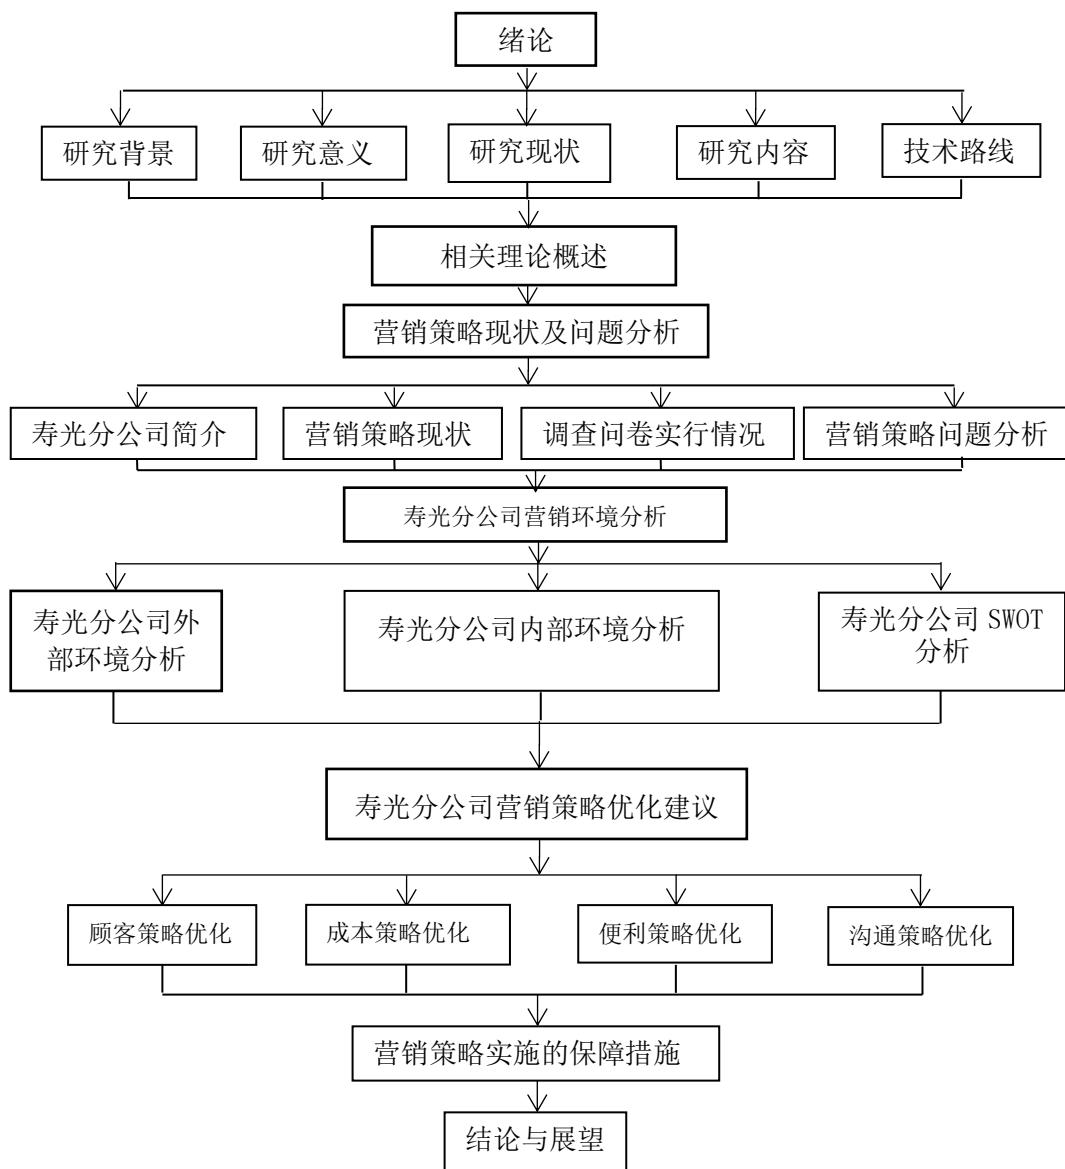 绪论
研究背景
研究意义
研究现状
研究内容
技术路线
相关理论概述
营销策略现状及问题分析
寿光分公司简介
营销策略现状
调查问卷实行情况
营销策略问题分析
寿光分公司营销环境分析
寿光分公司外
部环境分析
寿光分公司内部环境分析
寿光分公司 SWOT
分析
寿光分公司营销策略优化建议
顾客策略优化
成本策略优化
便利策略优化
沟通策略优化
营销策略实施的保障措施
结论与展望